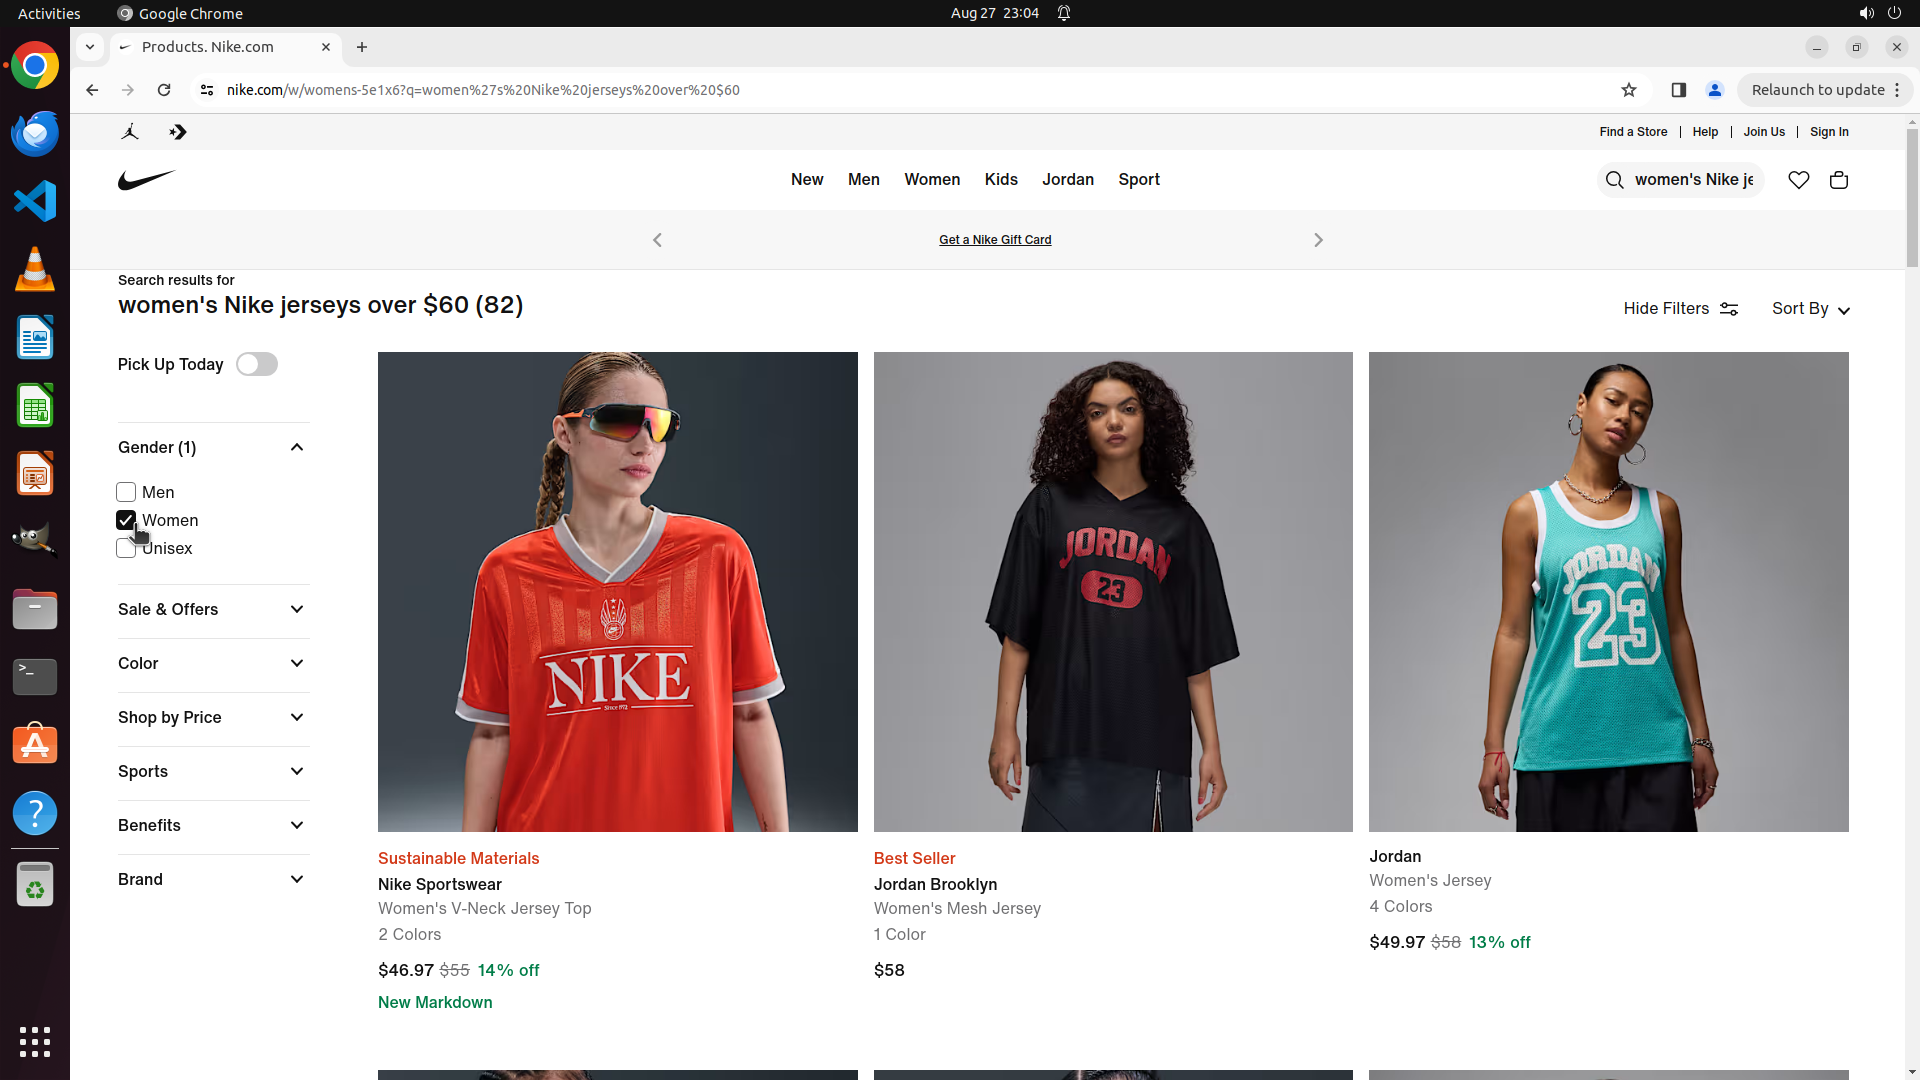 Activities
Google Chrome
Aug 27 23:04
Products. Nike.com
nike.com/w/womens-5e1x6?q=women%27s%20Nike%20jerseys%20over%20$60
Relaunch to update
Find a Store
Help
Join Us
Sign In
New
Men
Women
Kids
Jordan
Sport
women's Nike je
Get a Nike Gift Card
Search results for
women's Nike jerseys over $60 (82)
Hide Filters
Sort By
Pick Up Today
Gender (1)
Men
Women
Unisex
Sale & Offers
Color
Shop by Price
Sports
Benefits
Brand
NIKE
Since 1972
JORDAN
23
JORDAN
23
Sustainable Materials
Nike Sportswear
Women's V-Neck Jersey Top
2 Colors
$46.97 $55 14% off
New Markdown
Best Seller
Jordan Brooklyn
Women's Mesh Jersey
1 Color
$58
Jordan
Women's Jersey
4 Colors
$49.97 $58 13% off